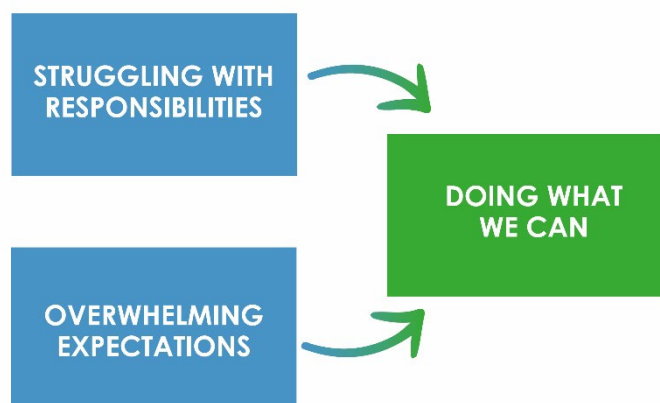 STRUGGLING WITH
RESPONSIBILITIES
DOING WHAT
WE CAN
OVERWHELMING
EXPECTATIONS